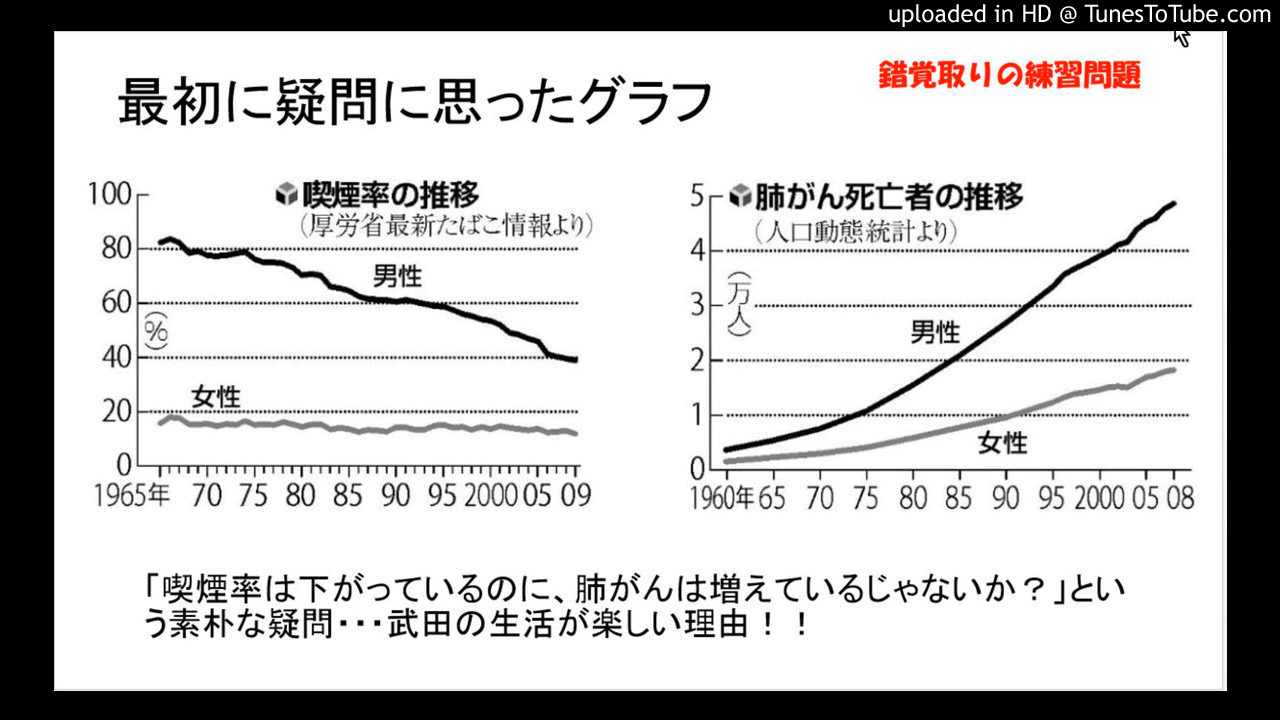 uploaded in HD @ TunesToTube.com
錯覚取りの練習問題
最初に疑問に思ったグラフ
喫煙率の推移
(厚労省最新たばこ情報より)
100
80
60
40
20
0
(%)
男性
女性
1965年 70 75 80 85 90 95 2000 05 09
肺がん死亡者の推移
(人口動態統計より)
5
4
3
2
1
0
(万人)
男性
女性
1960年 65 70 75 80 85 90 95 2000 05 08
「喫煙率は下がっているのに、肺がんは増えているじゃないか？」とい
う素朴な疑問・・・武田の生活が楽しい理由！！